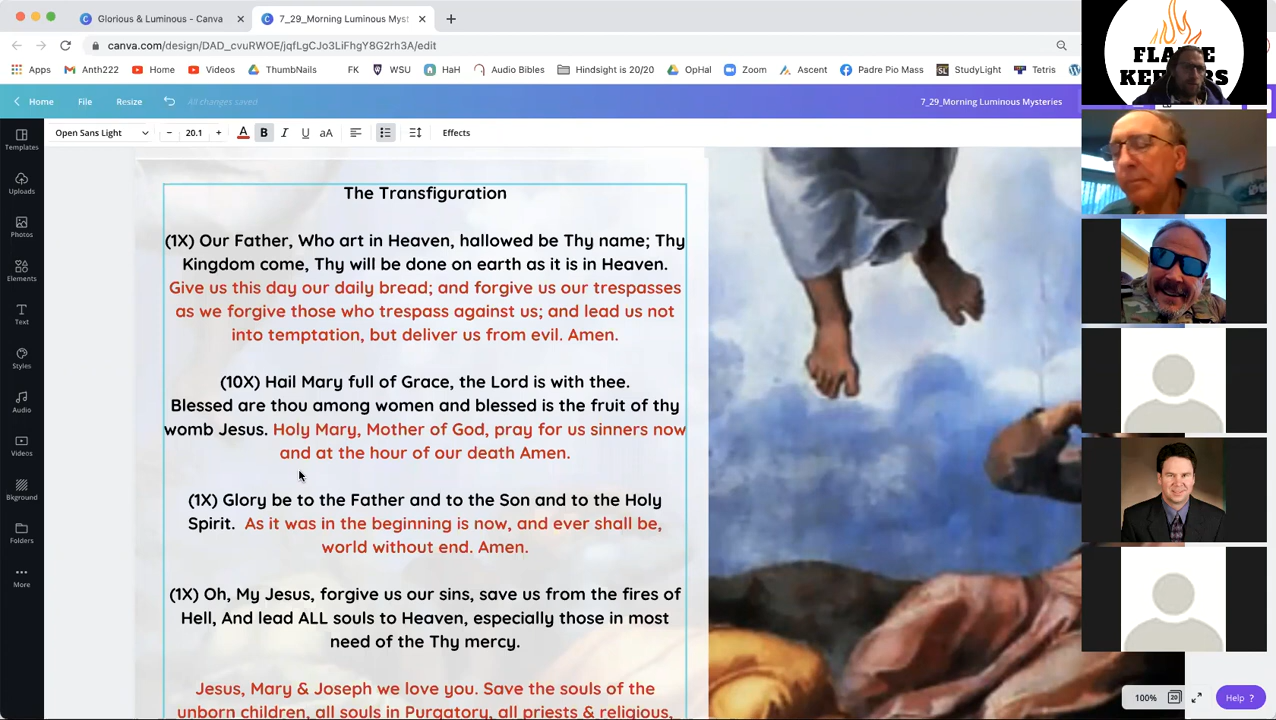 Glorious & Luminous - Canva
7_29_Morning Luminous Myst
canva.com/design/DAD_cvuRWOE/jqfLgCJo3LiFhgY8G2rh3A/edit
Apps
Anth222
Home
Videos
ThumbNails
FK
WSU
HaH
Audio Bibles
Hindsight is 20/20
OpHal
Zoom
Ascent
Padre Pio Mass
StudyLight
Tetris
Home
File
Resize
All changes saved
7_29_Morning Luminous Mysteries
Open Sans Light
20.1
A
B
I
U
aA
Effects
Templates
Uploads
Photos
Elements
Text
Styles
Audio
Videos
Bkground
Folders
More
The Transfiguration
(1X) Our Father, Who art in Heaven, hallowed be Thy name; Thy
Kingdom come, Thy will be done on earth as it is in Heaven.
Give us this day our daily bread; and forgive us our trespasses
as we forgive those who trespass against us; and lead us not
into temptation, but deliver us from evil. Amen.
(10X) Hail Mary full of Grace, the Lord is with thee.
Blessed are thou among women and blessed is the fruit of thy
womb Jesus. Holy Mary, Mother of God, pray for us sinners now
and at the hour of our death Amen.
(1X) Glory be to the Father and to the Son and to the Holy
Spirit. As it was in the beginning is now, and ever shall be,
world without end. Amen.
(1X) Oh, My Jesus, forgive us our sins, save us from the fires of
Hell, And lead ALL souls to Heaven, especially those in most
need of the Thy mercy.
Jesus, Mary & Joseph we love you. Save the souls of the
unborn children, all souls in Purgatory, all priests & religious,
100%
20
Help ?